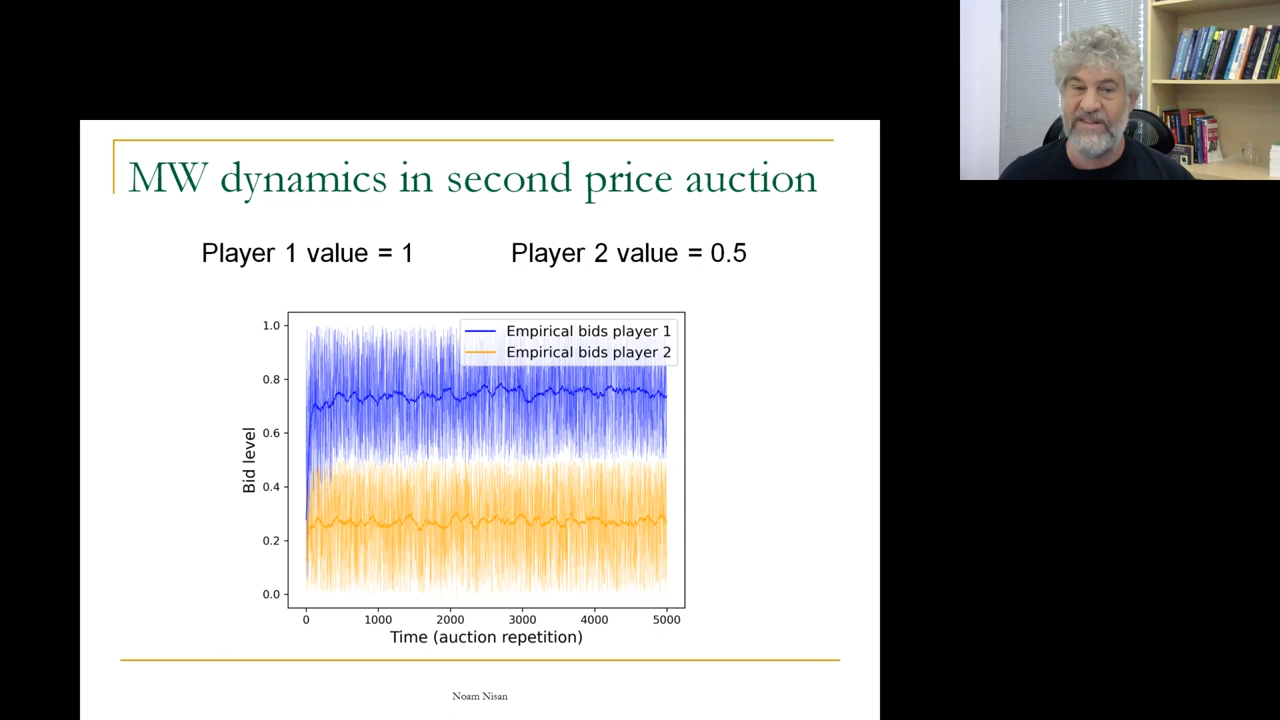 MW dynamics in second price auction
Player 1 value = 1
Player 2 value = 0.5
Empirical bids player 1
Empirical bids player 2
1.0
0.8
0.6
0.4
0.2
0.0
Bid level
0 1000 2000 3000 4000 5000
Time (auction repetition)
Noam Nisan